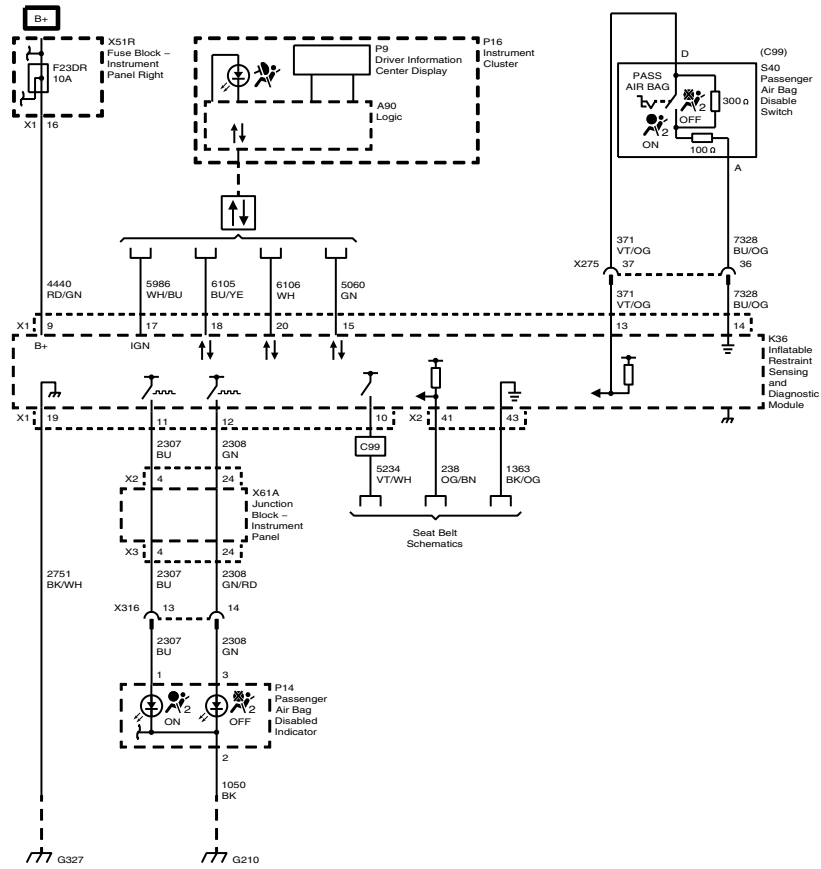 B+
X51R
Fuse Block –
Instrument
Panel Right
F23DR
10A
X1 16
P16
Instrument
Cluster
P9
Driver Information
Center Display
A90
Logic
D
(C99)
S40
Passenger
Air Bag
Disable
Switch
PASS
AIR BAG
300 Ω
2
OFF
2
ON
100 Ω
A
371
VT/OG
7328
BU/OG
X275 37
36
371
VT/OG
7328
BU/OG
4440
RD/GN
5986
WH/BU
6105
BU/YE
6106
WH
5060
GN
X1 9 17 18 20 15 13 14
B+
IGN
K36
Inflatable
Restraint
Sensing
and
Diagnostic
Module
X1 19 11 12 10 X2 41 43
2307
BU
2308
GN
C99
5234
VT/WH
238
OG/BN
1363
BK/OG
X2 4 24
X61A
Junction
Block –
Instrument
Panel
Seat Belt
Schematics
X3 4 24
2751
BK/WH
2307
BU
2308
GN/RD
X316 13 14
2307
BU
2308
GN
1 3
P14
Passenger
Air Bag
Disabled
Indicator
2
ON
2
OFF
2
1050
BK
G327
G210